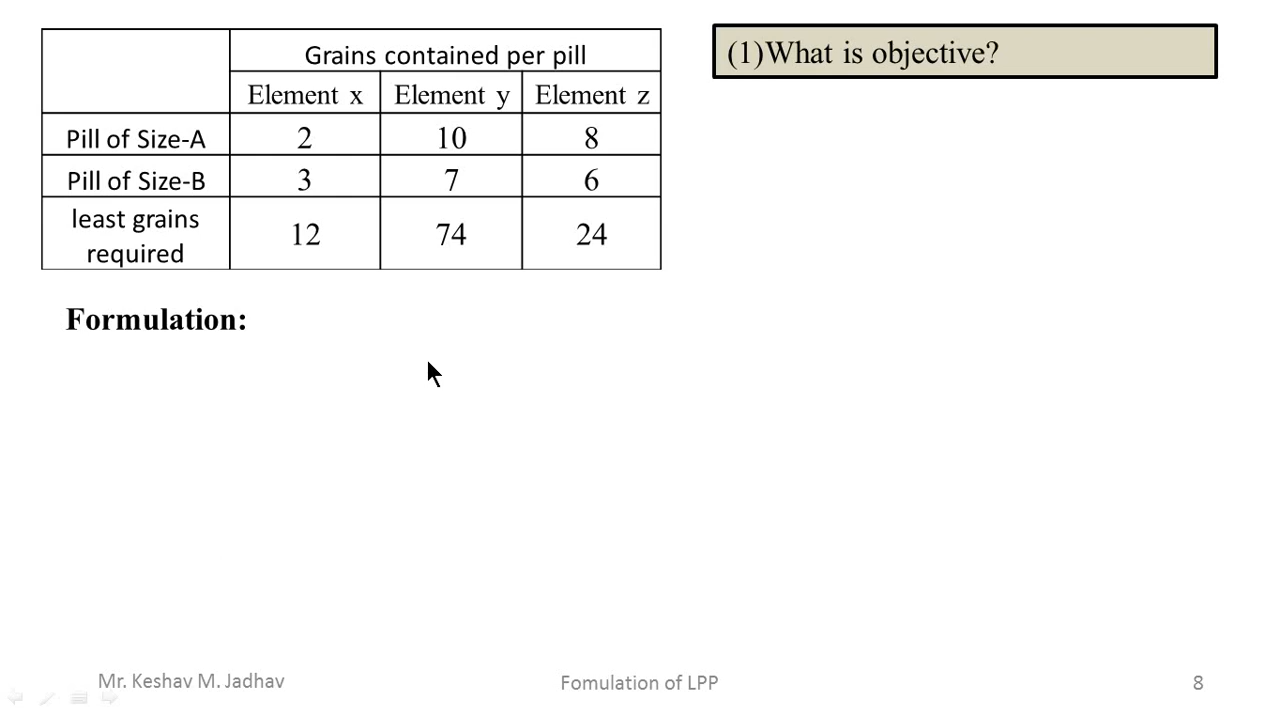 Grains contained per pill
Element x Element y Element z
Pill of Size-A 2 10 8
Pill of Size-B 3 7 6
least grains required 12 74 24
(1)What is objective?
Formulation:
Mr. Keshav M. Jadhav Fomulation of LPP 8